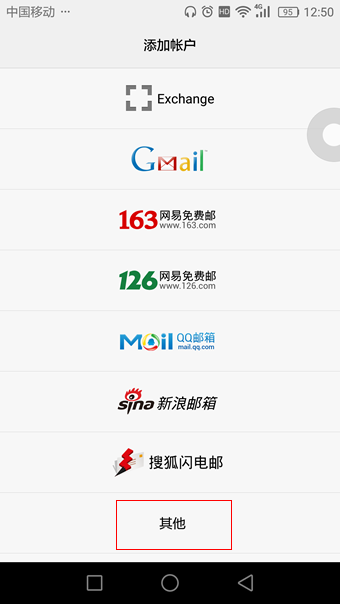 中国移动 ··· HD 4G 95 12:50
添加帐户
Exchange
Gmail
163 网易免费邮
www.163.com
126 网易免费邮
www.126.com
Mail QQ邮箱
mail.qq.com
sina 新浪邮箱
搜狐闪电邮
其他